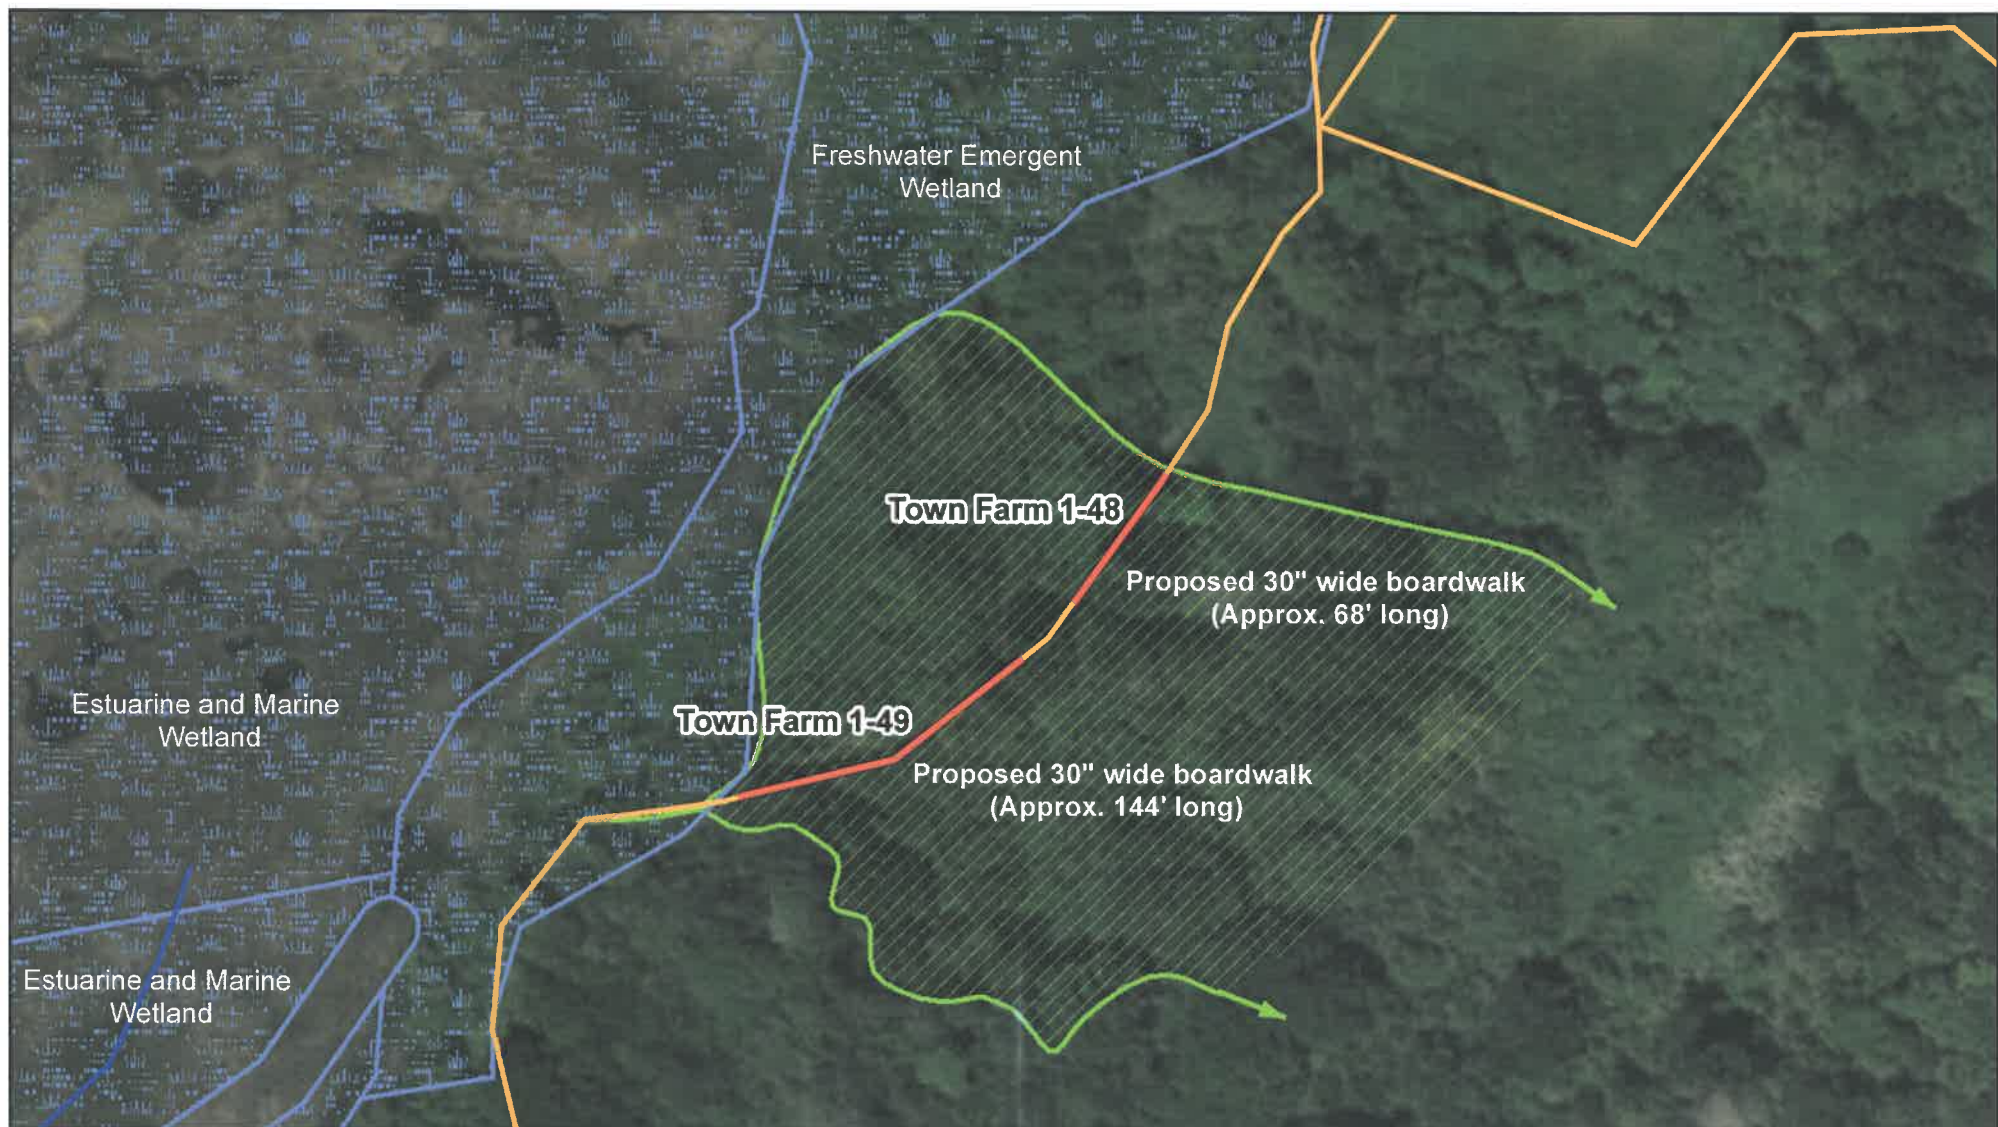 Freshwater Emergent
Wetland
Town Farm 1-48
Proposed 30" wide boardwalk
(Approx. 68' long)
Estuarine and Marine
Wetland
Town Farm 1-49
Proposed 30" wide boardwalk
(Approx. 144' long)
Estuarine and Marine
Wetland